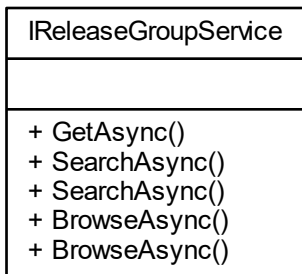 IReleaseGroupService
+ GetAsync()
+ SearchAsync()
+ SearchAsync()
+ BrowseAsync()
+ BrowseAsync()